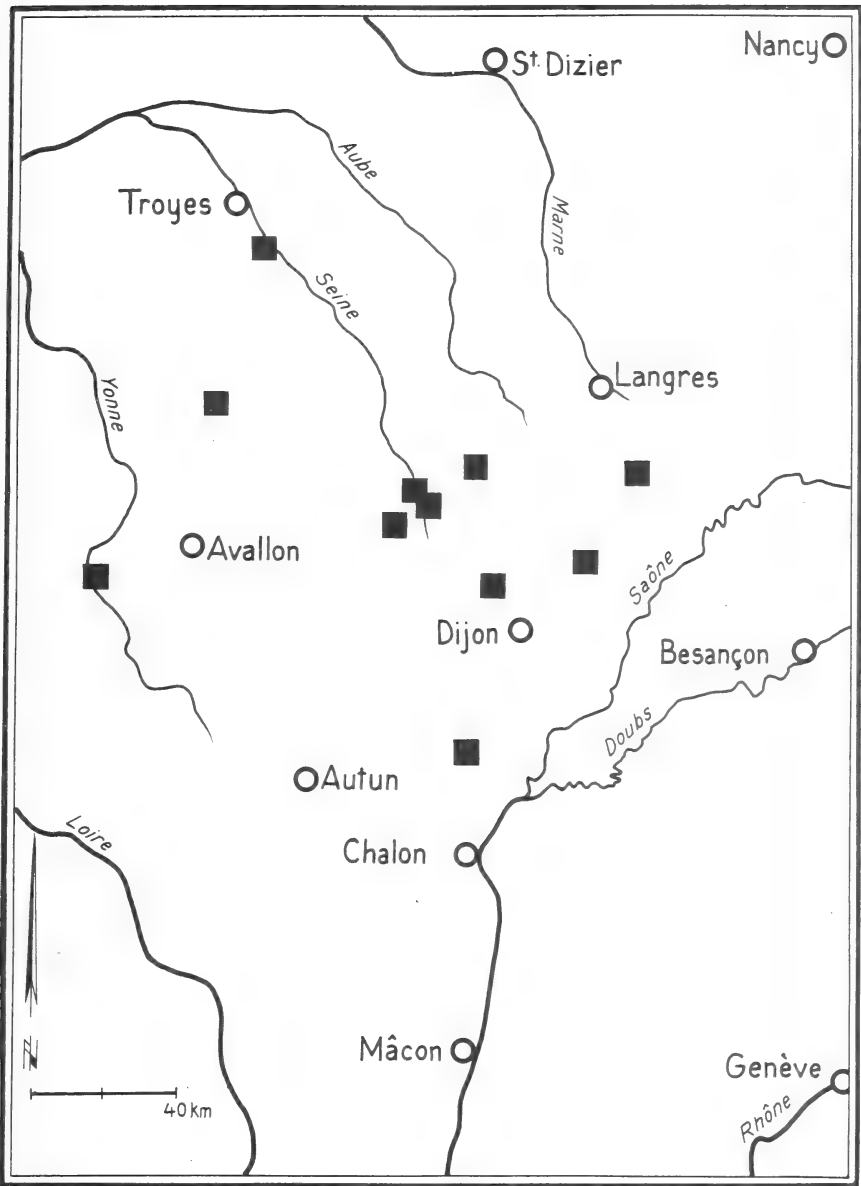 Nancy
St. Dizier
Aube
Troyes
Marne
Seine
Langres
Yonne
Avallon
Saône
Dijon
Besançon
Doubs
Autun
Loire
Chalon
Mâcon
Genève
N
40 km
Rhône